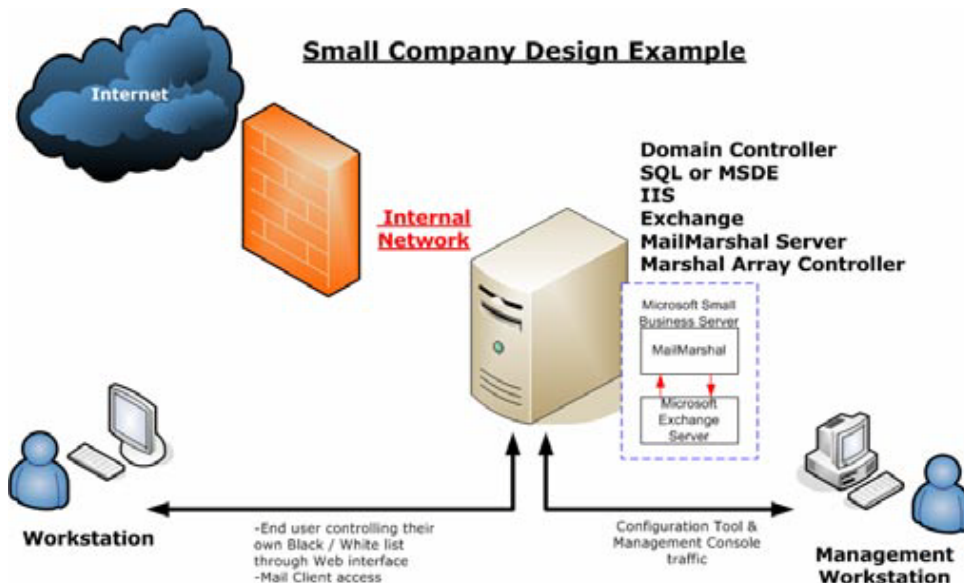 Small Company Design Example
Internet
Domain Controller
SQL or MSDE
IIS
Exchange
MailMarshal Server
Marshal Array Controller
Internal
Network
Microsoft Small
Business Server
MailMarshal
Microsoft
Exchange
Server
Workstation
-End user controlling their
own Black / White list
through Web interface
-Mail Client access
Configuration Tool &
Management Console
traffic
Management
Workstation